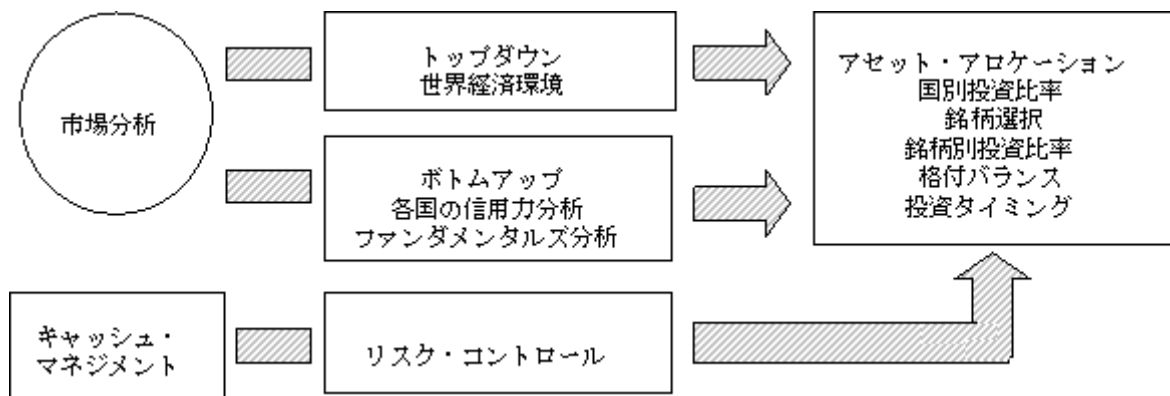 市場分析
トップダウン
世界経済環境
ボトムアップ
各国の信用力分析
ファンダメンタルズ分析
アセット・アロケーション
国別投資比率
銘柄選択
銘柄別投資比率
格付バランス
投資タイミング
キャッシュ・
マネジメント
リスク・コントロール